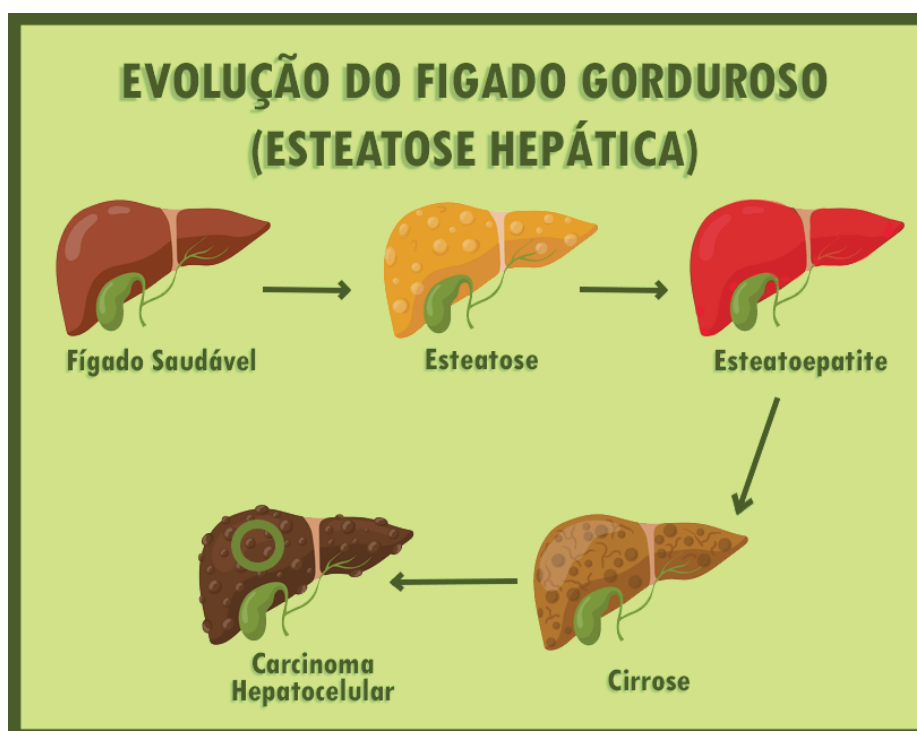 EVOLUÇÃO DO FIGADO GORDUROSO
(ESTEATOSE HEPÁTICA)
Fígado Saudável
Esteatose
Esteatoepatite
Carcinoma
Hepatocelular
Cirrose